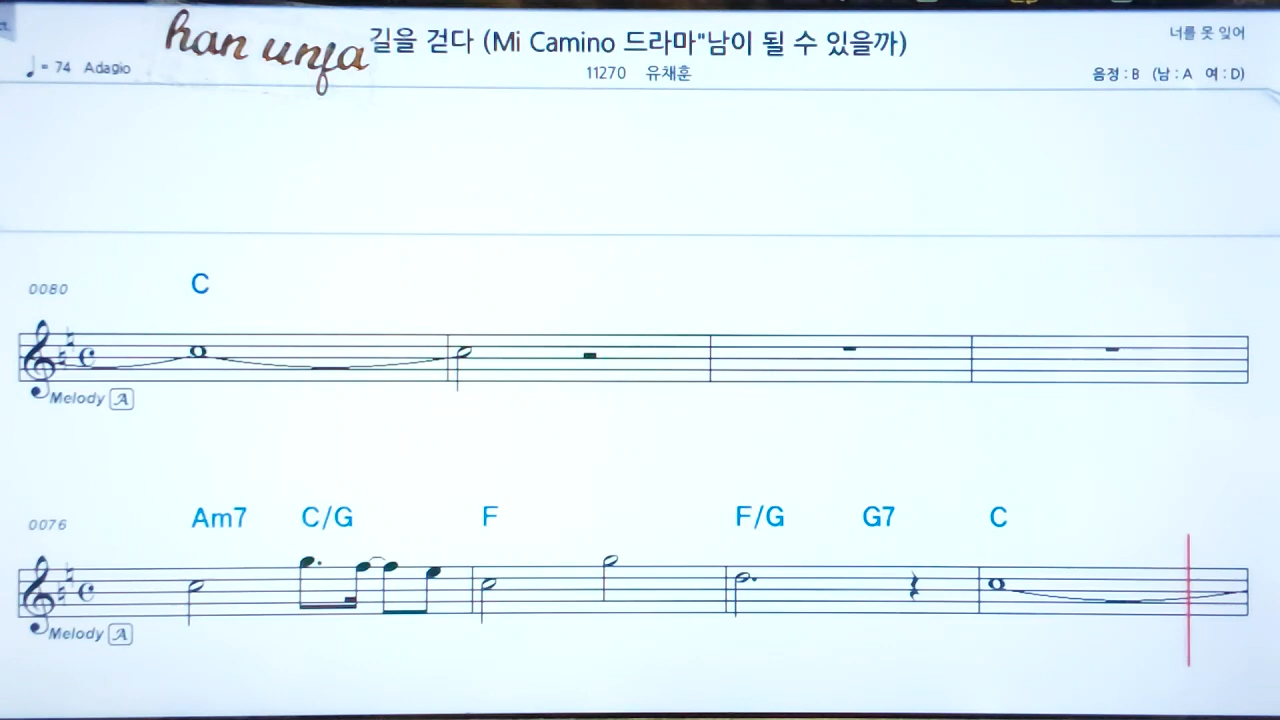 han unfa
길을 걷다 (Mi Camino 드라마"남이 될 수 있을까)
너를 못 잊어
♩= 74 Adagio
11270 유채훈
음정 : B (남 : A 여 : D)
0080 C
Melody A
0076 Am7 C/G F F/G G7 C
Melody A